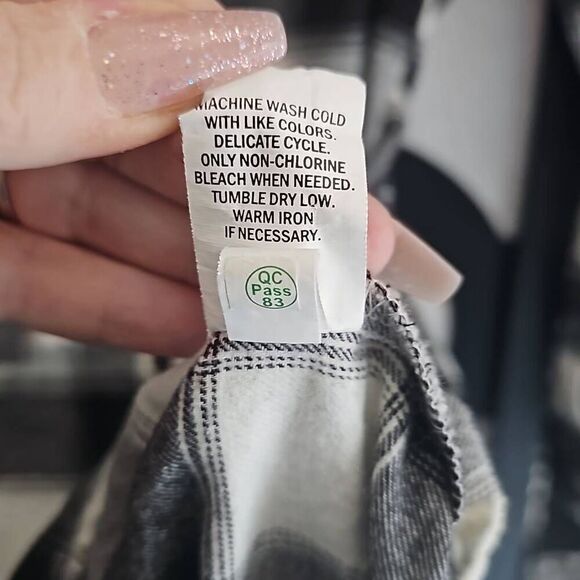 MACHINE WASH COLD
WITH LIKE COLORS.
DELICATE CYCLE.
ONLY NON-CHLORINE
BLEACH WHEN NEEDED.
TUMBLE DRY LOW.
WARM IRON
IF NECESSARY.
QC
Pass
83